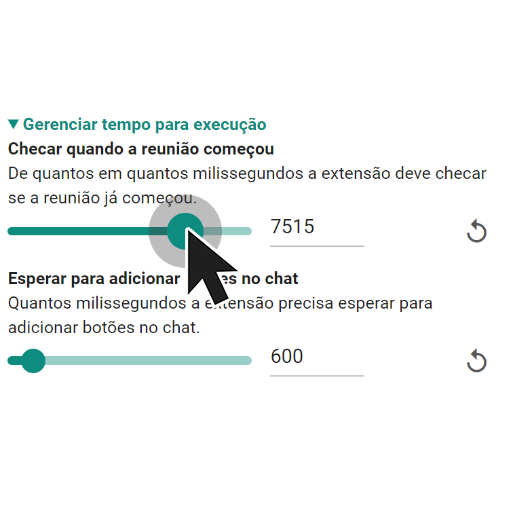 Gerenciar tempo para execução
Checar quando a reunião começou
De quantos em quantos milissegundos a extensão deve checar
se a reunião já começou.
7515
Esperar para adicionar es no chat
Quantos milissegundos a extensão precisa esperar para
adicionar botões no chat.
600